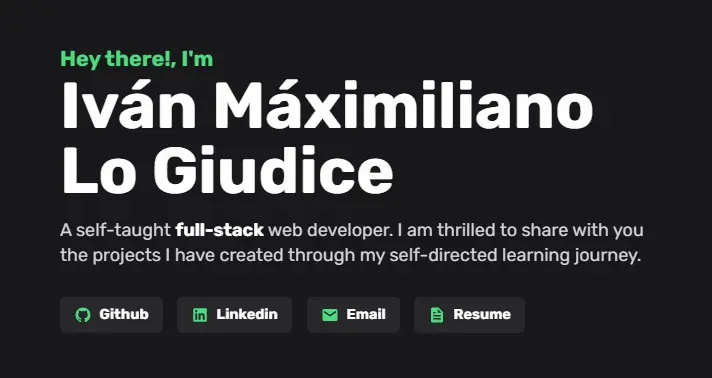 Hey there!, I'm
Iván Máximiliano
Lo Giudice
A self-taught full-stack web developer. I am thrilled to share with you
the projects I have created through my self-directed learning journey.
Github Linkedin Email Resume